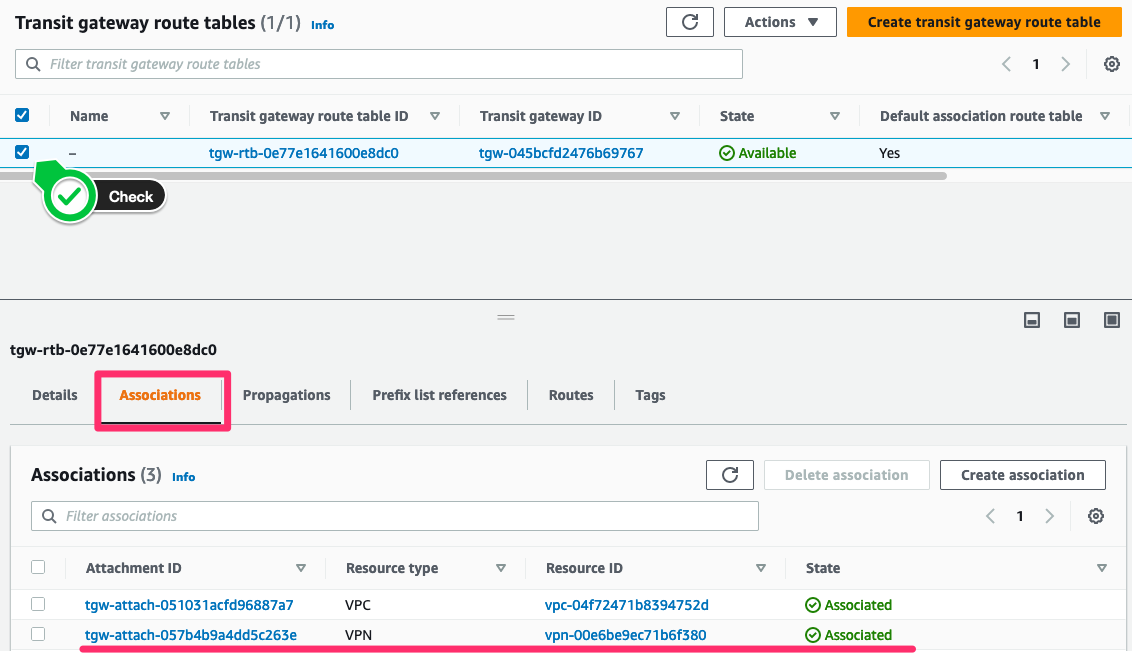 Transit gateway route tables (1/1) Info
Actions
Create transit gateway route table
Filter transit gateway route tables
1
Name Transit gateway route table ID Transit gateway ID State Default association route table
– tgw-rtb-0e77e1641600e8dc0 tgw-045bcfd2476b69767 Available Yes
Check
tgw-rtb-0e77e1641600e8dc0
Details Associations Propagations Prefix list references Routes Tags
Associations (3) Info
Delete association
Create association
Filter associations
1
Attachment ID Resource type Resource ID State
tgw-attach-051031acfd96887a7 VPC vpc-04f72471b8394752d Associated
tgw-attach-057b4b9a4dd5c263e VPN vpn-00e6be9ec71b6f380 Associated